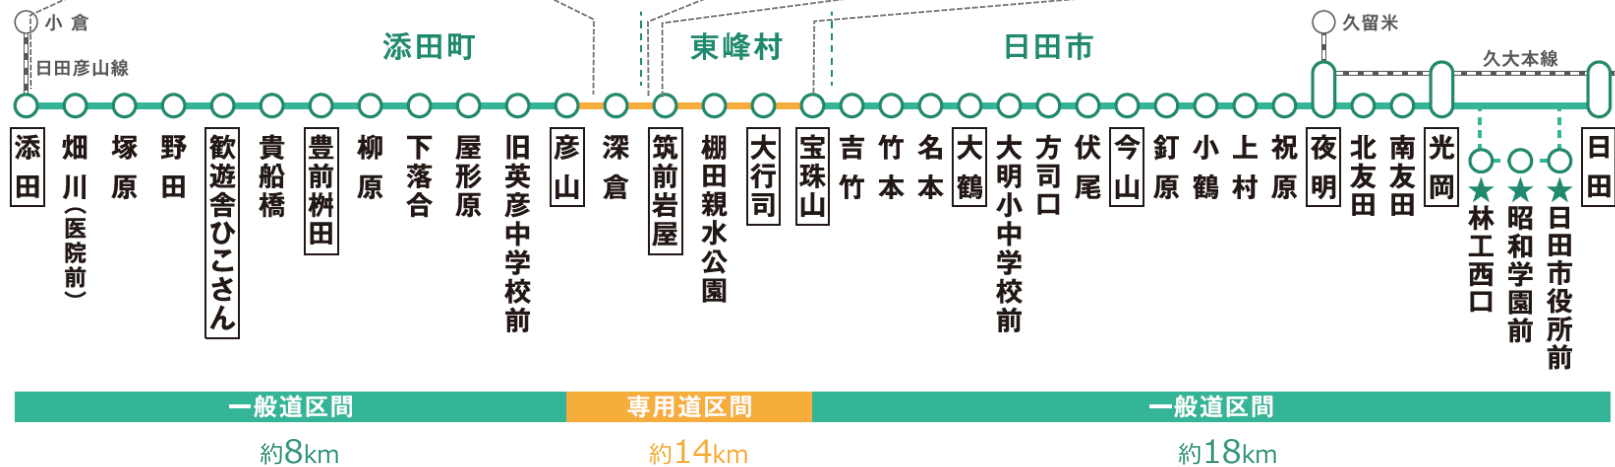 小倉
日田彦山線
添田町
東峰村
日田市
久留米
久大本線
添田
畑川（医院前）
塚原
野田
歓遊舎ひこさん
貴船橋
豊前桝田
柳原
下落合
屋形原
旧英彦中学校前
彦山
深倉
筑前岩屋
棚田親水公園
大行司
宝珠山
吉竹
竹本
名本
大鶴
大明小中学校前
方司口
伏尾
今山
釘原
小鶴
上村
祝原
夜明
北友田
南友田
光岡
★林工西口
★昭和学園前
★日田市役所前
日田
一般道区間
専用道区間
一般道区間
約8km
約14km
約18km